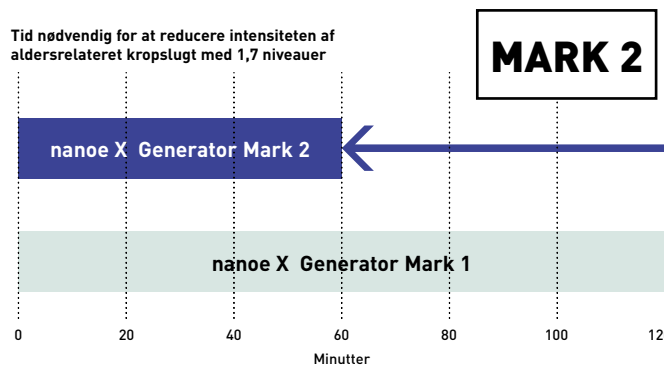 Tid nødvendig for at reducere intensiteten af
aldersrelateret kropslugt med 1,7 niveauer
MARK 2
nanoe X Generator Mark 2
nanoe X Generator Mark 1
0 20 40 60 80 100 12
Minutter